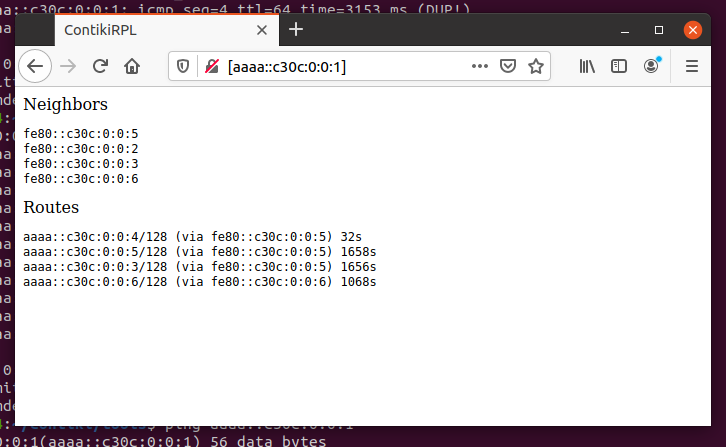 aa::c30c:0:0:1: icmp_seq=4 ttl=64 time=3153 ms (DUP!)
ContikiRPL
[aaaa::c30c:0:0:1]
Neighbors
fe80::c30c:0:0:5
fe80::c30c:0:0:2
fe80::c30c:0:0:3
fe80::c30c:0:0:6
Routes
aaaa::c30c:0:0:4/128 (via fe80::c30c:0:0:5) 32s
aaaa::c30c:0:0:5/128 (via fe80::c30c:0:0:5) 1658s
aaaa::c30c:0:0:3/128 (via fe80::c30c:0:0:5) 1656s
aaaa::c30c:0:0:6/128 (via fe80::c30c:0:0:6) 1068s
$ ping aaaa::c30c:0:0:1
0:0:1(aaaa::c30c:0:0:1) 56 data bytes